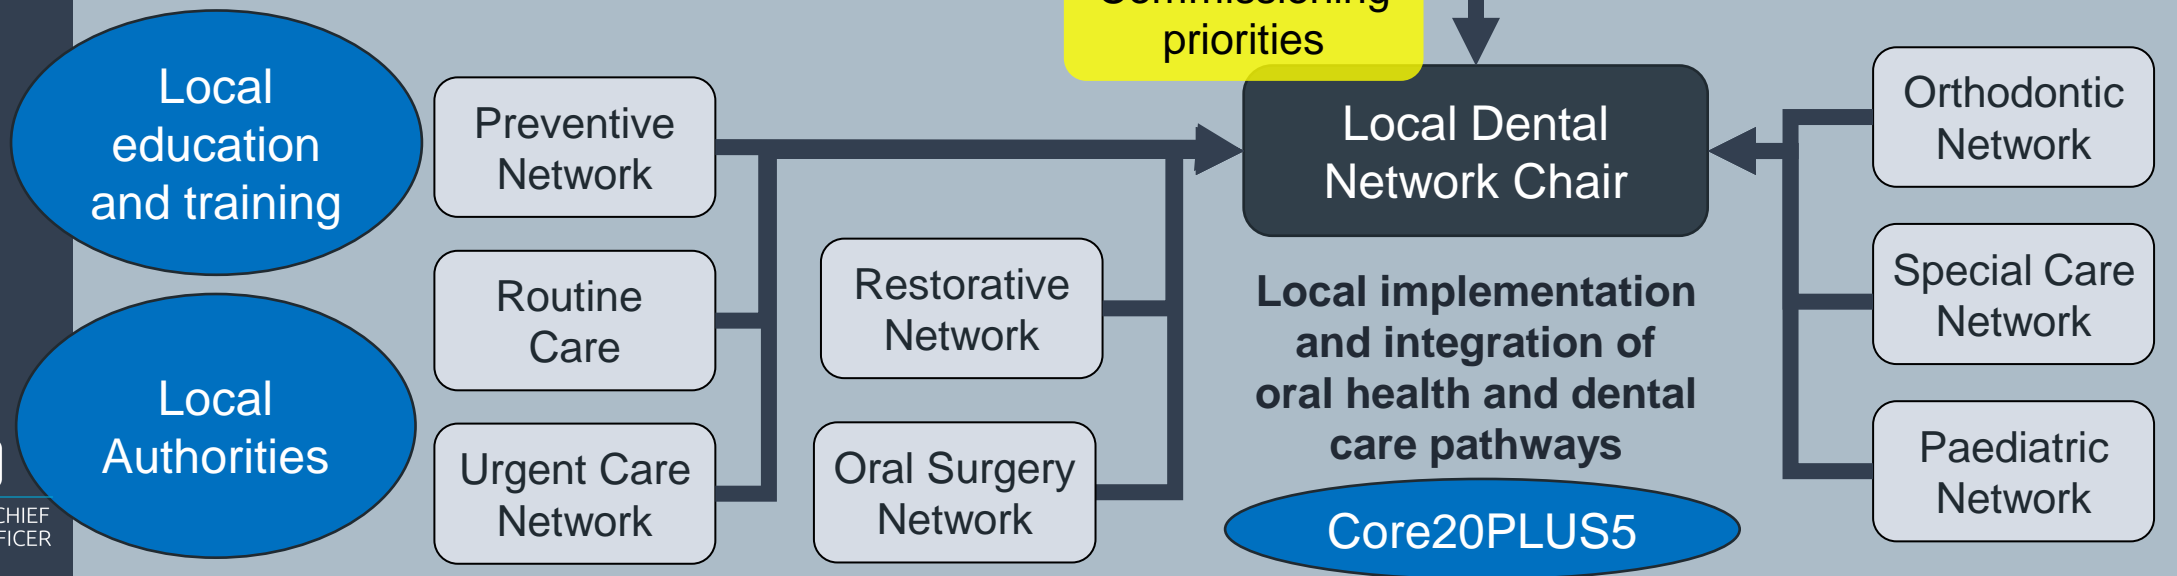 Commissioning
priorities
Local
education
and training
Preventive
Network
Local Dental
Network Chair
Orthodontic
Network
Routine
Care
Restorative
Network
Local implementation
and integration of
oral health and dental
care pathways
Special Care
Network
Local
Authorities
Urgent Care
Network
Oral Surgery
Network
Core20PLUS5
Paediatric
Network
CHIEF